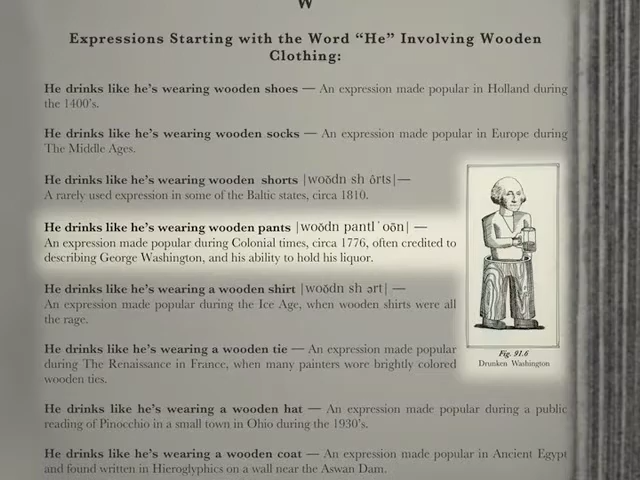 W
Expressions Starting with the Word “He” Involving Wooden
Clothing:
He drinks like he’s wearing wooden shoes — An expression made popular in Holland during
the 1400’s.
He drinks like he’s wearing wooden socks — An expression made popular in Europe during
The Middle Ages.
He drinks like he’s wearing wooden shorts |woŏdn sh ôrts|—
A rarely used expression in some of the Baltic states, circa 1810.
He drinks like he’s wearing wooden pants |woŏdn pantlˈoōn| —
An expression made popular during Colonial times, circa 1776, often credited to
describing George Washington, and his ability to hold his liquor.
He drinks like he’s wearing a wooden shirt |woŏdn sh ərt| —
An expression made popular during the Ice Age, when wooden shirts were all
the rage.
He drinks like he’s wearing a wooden tie — An expression made popular
during The Renaissance in France, when many painters wore brightly colored
wooden ties.
He drinks like he’s wearing a wooden hat — An expression made popular during a public
reading of Pinocchio in a small town in Ohio during the 1930’s.
He drinks like he’s wearing a wooden coat — An expression made popular in Ancient Egypt
and found written in Hieroglyphics on a wall near the Aswan Dam.
Fig. 91.6
Drunken Washington